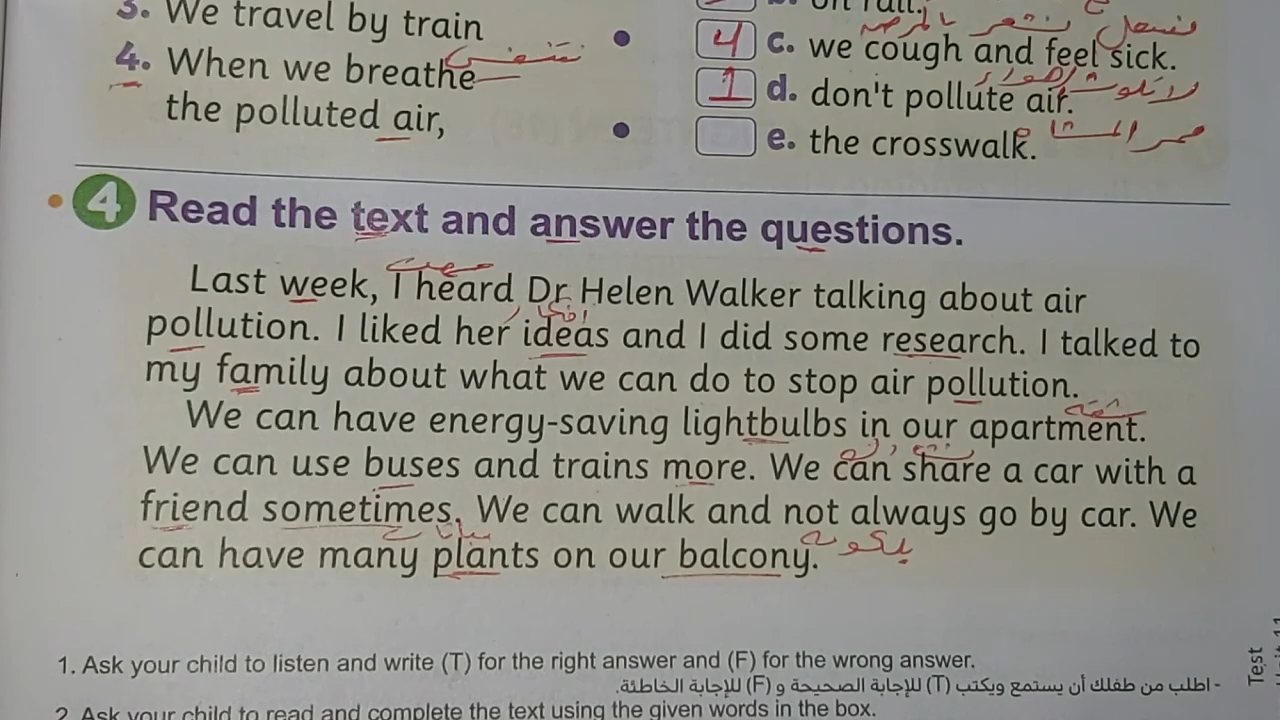 3. We travel by train
4. When we breathe
the polluted air,
4 c. we cough and feel sick.
1 d. don't pollute air.
e. the crosswalk.
4 Read the text and answer the questions.
Last week, I heard Dr Helen Walker talking about air
pollution. I liked her ideas and I did some research. I talked to
my family about what we can do to stop air pollution.
We can have energy-saving lightbulbs in our apartment.
We can use buses and trains more. We can share a car with a
friend sometimes. We can walk and not always go by car. We
can have many plants on our balcony.
1. Ask your child to listen and write (T) for the right answer and (F) for the wrong answer.
- اطلب من طفلك أن يستمع ويكتب (T) للإجابة الصحيحة و (F) للإجابة الخاطئة.
2. Ask your child to read and complete the text using the given words in the box.
Test